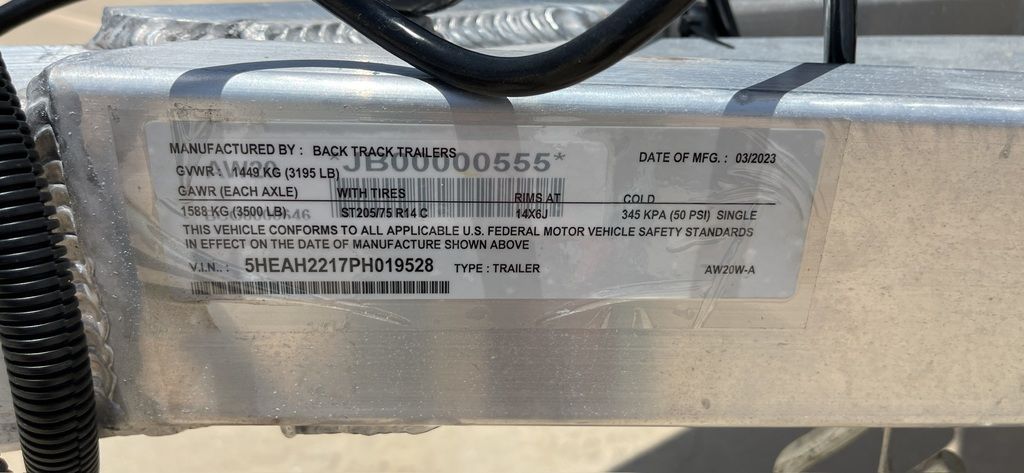 MANUFACTURED BY : BACK TRACK TRAILERS
DATE OF MFG. : 03/2023
AW20 *JB00000555*
GVWR : 1449 KG (3195 LB)
GAWR (EACH AXLE) WITH TIRES RIMS AT COLD
1588 KG (3500 LB) ST205/75 R14 C 14X6J 345 KPA (50 PSI) SINGLE
THIS VEHICLE CONFORMS TO ALL APPLICABLE U.S. FEDERAL MOTOR VEHICLE SAFETY STANDARDS
IN EFFECT ON THE DATE OF MANUFACTURE SHOWN ABOVE
V.I.N.. : 5HEAH2217PH019528 TYPE : TRAILER AW20W-A